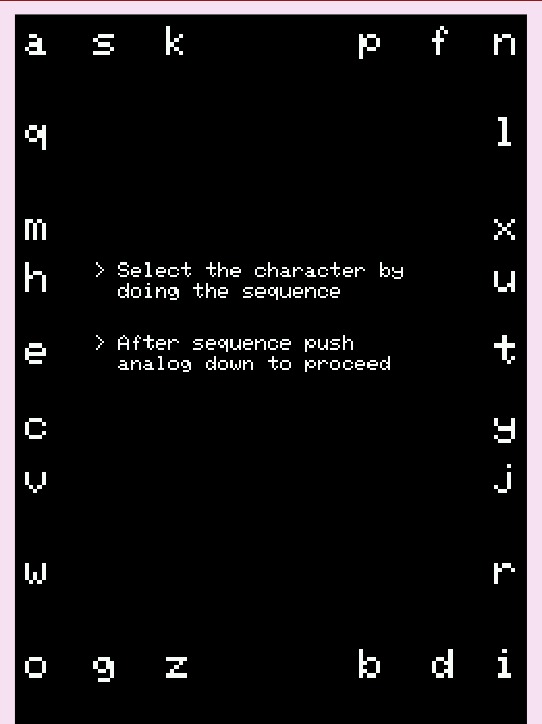 a s k p f n
q l
m x
> Select the character by
h u
doing the sequence
> After sequence push
e t
analog down to proceed
c y
v j
w r
o g z b d i